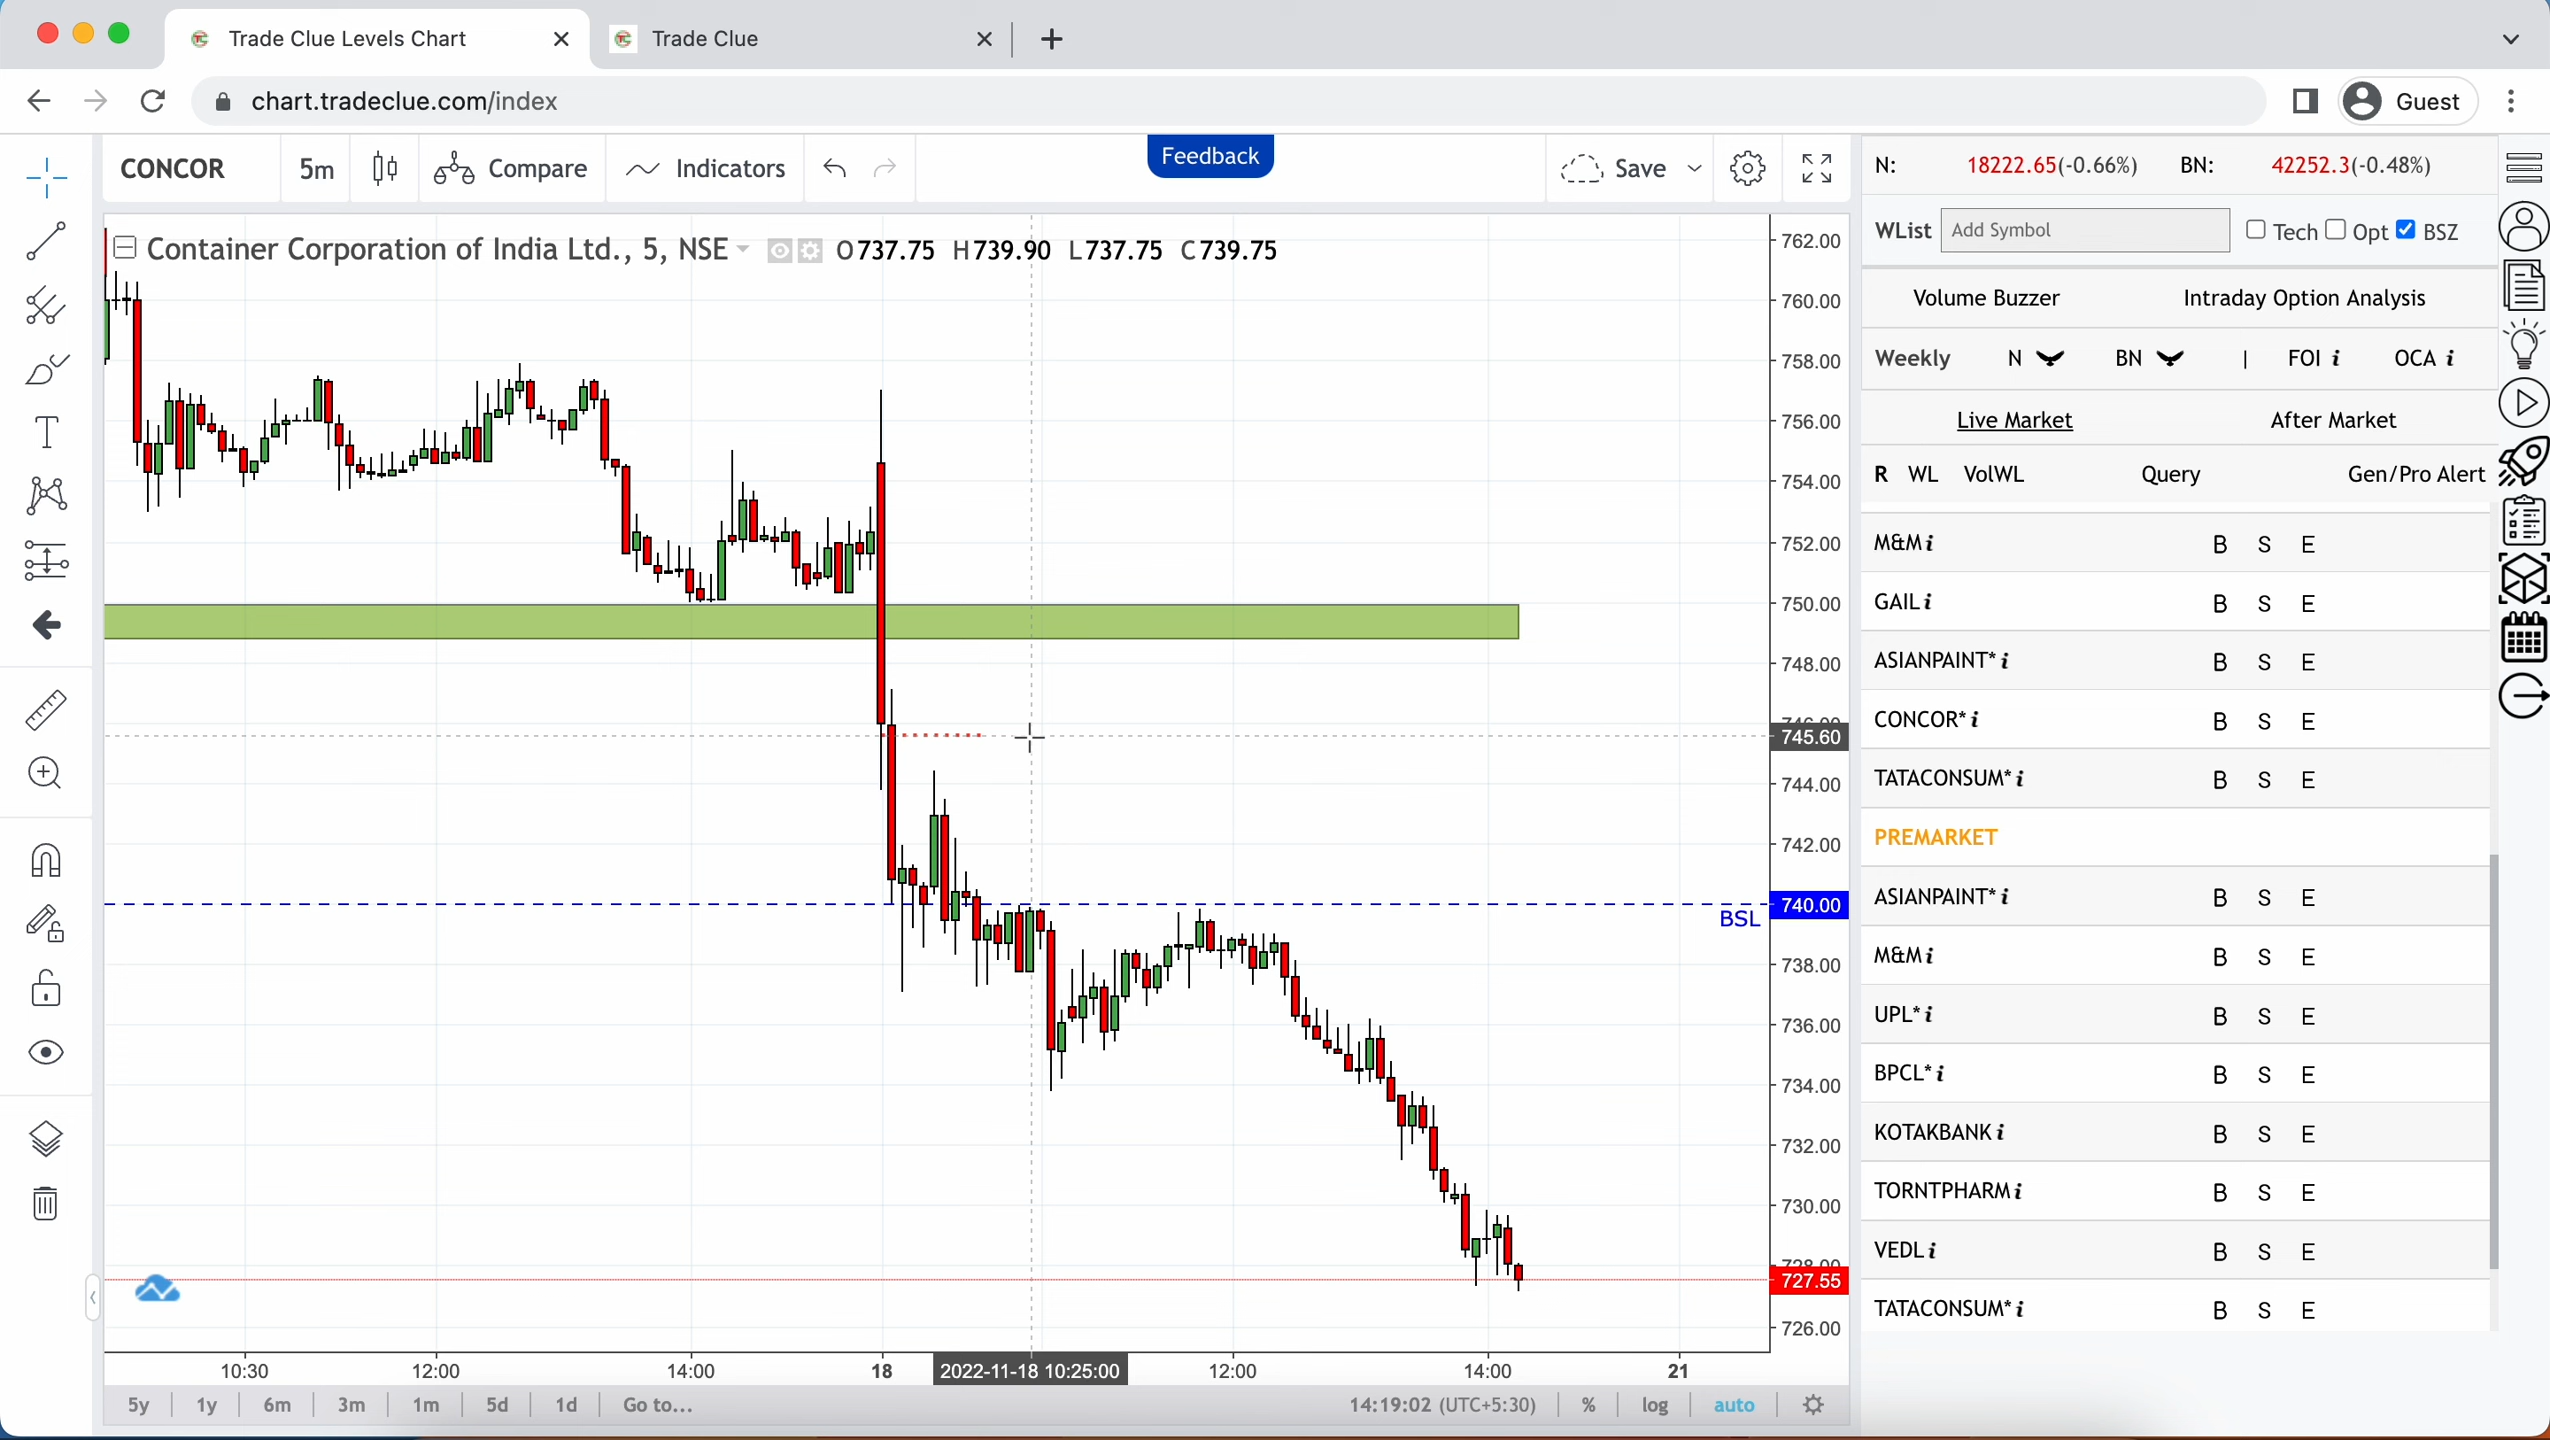 Trade Clue Levels Chart
Trade Clue
chart.tradeclue.com/index
Guest
CONCOR 5m Compare Indicators
Feedback
Save
Container Corporation of India Ltd., 5, NSE O737.75 H739.90 L737.75 C739.75
762.00
760.00
758.00
756.00
754.00
752.00
750.00
748.00
746.00
745.60
744.00
742.00
740.00
BSL
738.00
736.00
734.00
732.00
730.00
728.00
727.55
726.00
10:30 12:00 14:00 18 2022-11-18 10:25:00 12:00 14:00 21
5y 1y 6m 3m 1m 5d 1d Go to... 14:19:02 (UTC+5:30) % log auto
N: 18222.65(-0.66%) BN: 42252.3(-0.48%)
WList Add Symbol Tech Opt BSZ
Volume Buzzer Intraday Option Analysis
Weekly N BN | FOI i OCA i
Live Market After Market
R WL VolWL Query Gen/Pro Alert
M&M i B S E
GAIL i B S E
ASIANPAINT* i B S E
CONCOR* i B S E
TATACONSUM* i B S E
PREMARKET
ASIANPAINT* i B S E
M&M i B S E
UPL* i B S E
BPCL* i B S E
KOTAKBANK i B S E
TORNTPHARM i B S E
VEDL i B S E
TATACONSUM* i B S E